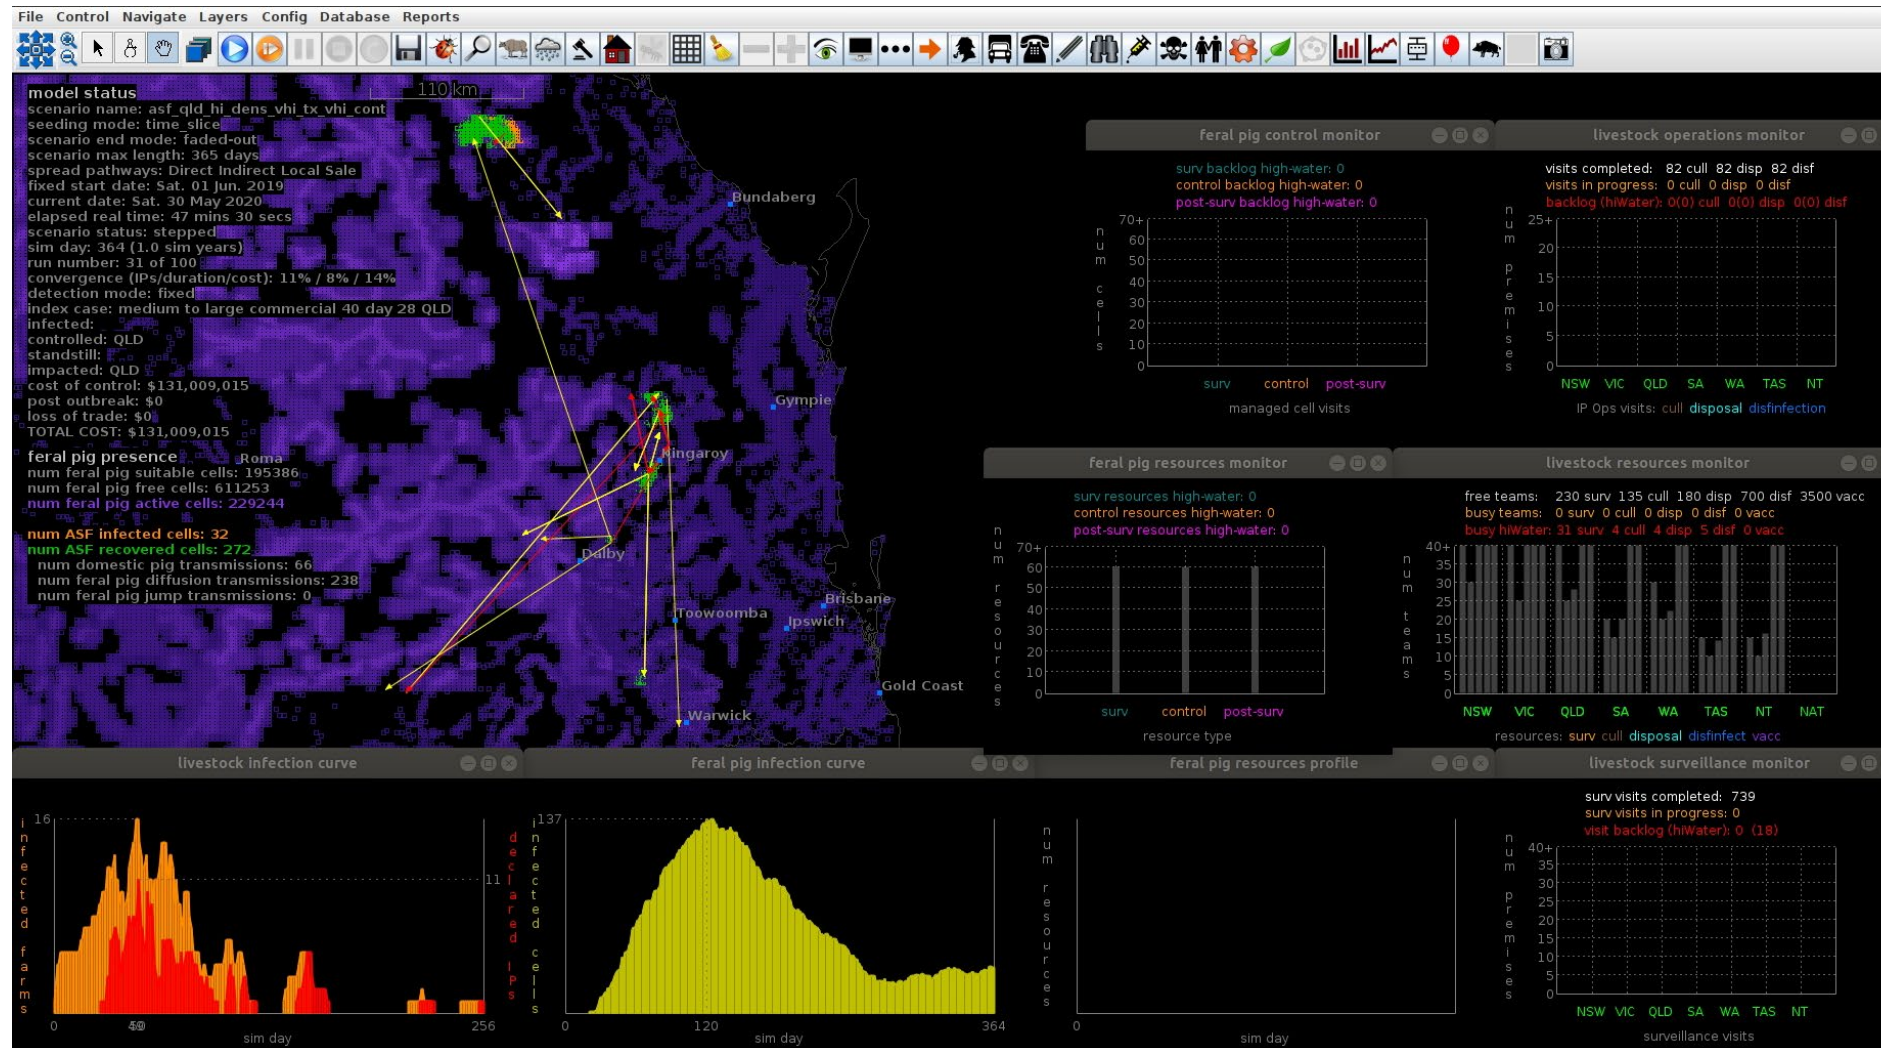 File Control Navigate Layers Config Database Reports
110 km
model status
scenario name: asf_qld_hi_dens_vhi_tx_vhi_cont
seeding mode: time_slice
scenario end mode: faded-out
scenario max length: 365 days
spread pathways: Direct Indirect Local Sale
fixed start date: Sat. 01 Jun. 2019
current date: Sat. 30 May 2020
elapsed real time: 47 mins 30 secs
scenario status: stepped
sim day: 364 (1.0 sim years)
run number: 31 of 100
convergence (IPs/duration/cost): 11% / 8% / 14%
detection mode: fixed
index case: medium to large commercial 40 day 28 QLD
infected:
controlled: QLD
standstill:
impacted: QLD
cost of control: $131,009,015
post outbreak: $0
loss of trade: $0
TOTAL COST: $131,009,015
feral pig presence
num feral pig suitable cells: 195386
num feral pig free cells: 611253
num feral pig active cells: 229244
num ASF infected cells: 32
num ASF recovered cells: 272
num domestic pig transmissions: 66
num feral pig diffusion transmissions: 238
num feral pig jump transmissions: 0
Bundaberg
Gympie
Roma
Kingaroy
Dalby
Brisbane
Toowoomba
Ipswich
Gold Coast
Warwick
feral pig control monitor
surv backlog high-water: 0
control backlog high-water: 0
post-surv backlog high-water: 0
num cells
70+
60
50
40
30
20
10
0
surv control post-surv
managed cell visits
livestock operations monitor
visits completed: 82 cull 82 disp 82 disf
visits in progress: 0 cull 0 disp 0 disf
backlog (hiWater): 0(0) cull 0(0) disp 0(0) disf
num premises
25+
20
15
10
5
0
NSW VIC QLD SA WA TAS NT
IP Ops visits: cull disposal disfinfection
feral pig resources monitor
surv resources high-water: 0
control resources high-water: 0
post-surv resources high-water: 0
num resources
70+
60
50
40
30
20
10
0
surv control post-surv
resource type
livestock resources monitor
free teams: 230 surv 135 cull 180 disp 700 disf 3500 vacc
busy teams: 0 surv 0 cull 0 disp 0 disf 0 vacc
busy hiWater: 31 surv 4 cull 4 disp 5 disf 0 vacc
num teams
40+
35
30
25
20
15
10
5
0
NSW VIC QLD SA WA TAS NT NAT
resources: surv cull disposal disfinfect vacc
livestock infection curve
infected farms
16
11
declared IPs
0 49 50 256
sim day
feral pig infection curve
infected cells
137
0 120 364
sim day
feral pig resources profile
num resources
0
sim day
livestock surveillance monitor
surv visits completed: 739
surv visits in progress: 0
visit backlog (hiWater): 0 (18)
num premises
40+
35
30
25
20
15
10
5
0
NSW VIC QLD SA WA TAS NT
surveillance visits